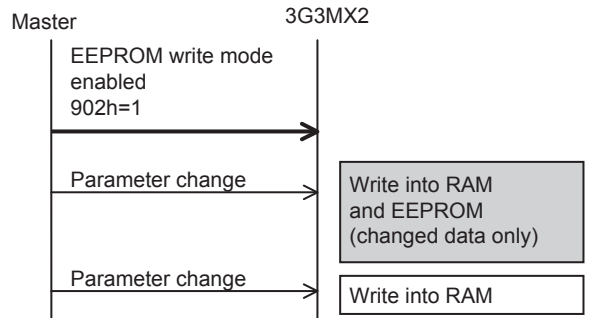 Master
3G3MX2
EEPROM write mode
enabled
902h=1
Parameter change
Write into RAM
and EEPROM
(changed data only)
Parameter change
Write into RAM